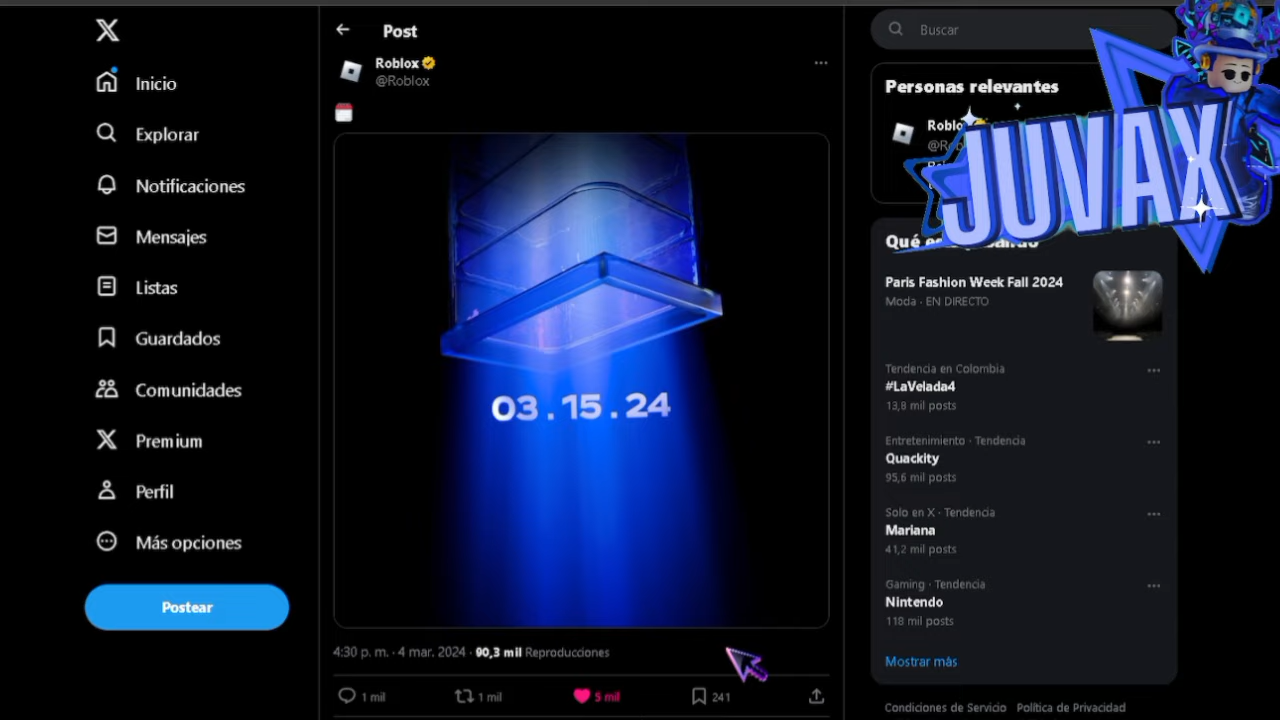 Inicio
Explorar
Notificaciones
Mensajes
Listas
Guardados
Comunidades
Premium
Perfil
Más opciones
Postear
Post
Roblox
@Roblox
03.15.24
4:30 p. m. · 4 mar. 2024 · 90,3 mil Reproducciones
1 mil
1 mil
5 mil
241
Buscar
Personas relevantes
JUVAX
Paris Fashion Week Fall 2024
Moda · EN DIRECTO
Tendencia en Colombia
#LaVelada4
13,8 mil posts
Entretenimiento · Tendencia
Quackity
95,6 mil posts
Solo en X · Tendencia
Mariana
41,2 mil posts
Gaming · Tendencia
Nintendo
118 mil posts
Mostrar más
Condiciones de Servicio Política de Privacidad